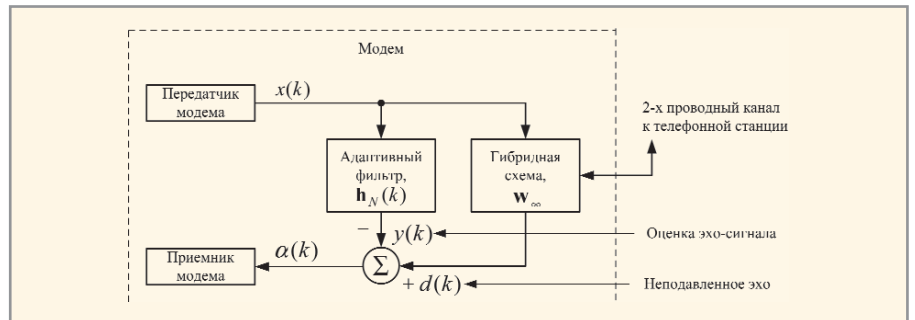 Модем
Передатчик
модема
x(k)
2-х проводный канал
к телефонной станции
Адаптивный
фильтр,
h_N(k)
Гибридная
схема,
w_∞
− y(k)
Оценка эхо-сигнала
Приемник
модема
α(k)
Σ
+ d(k)
Неподавленное эхо